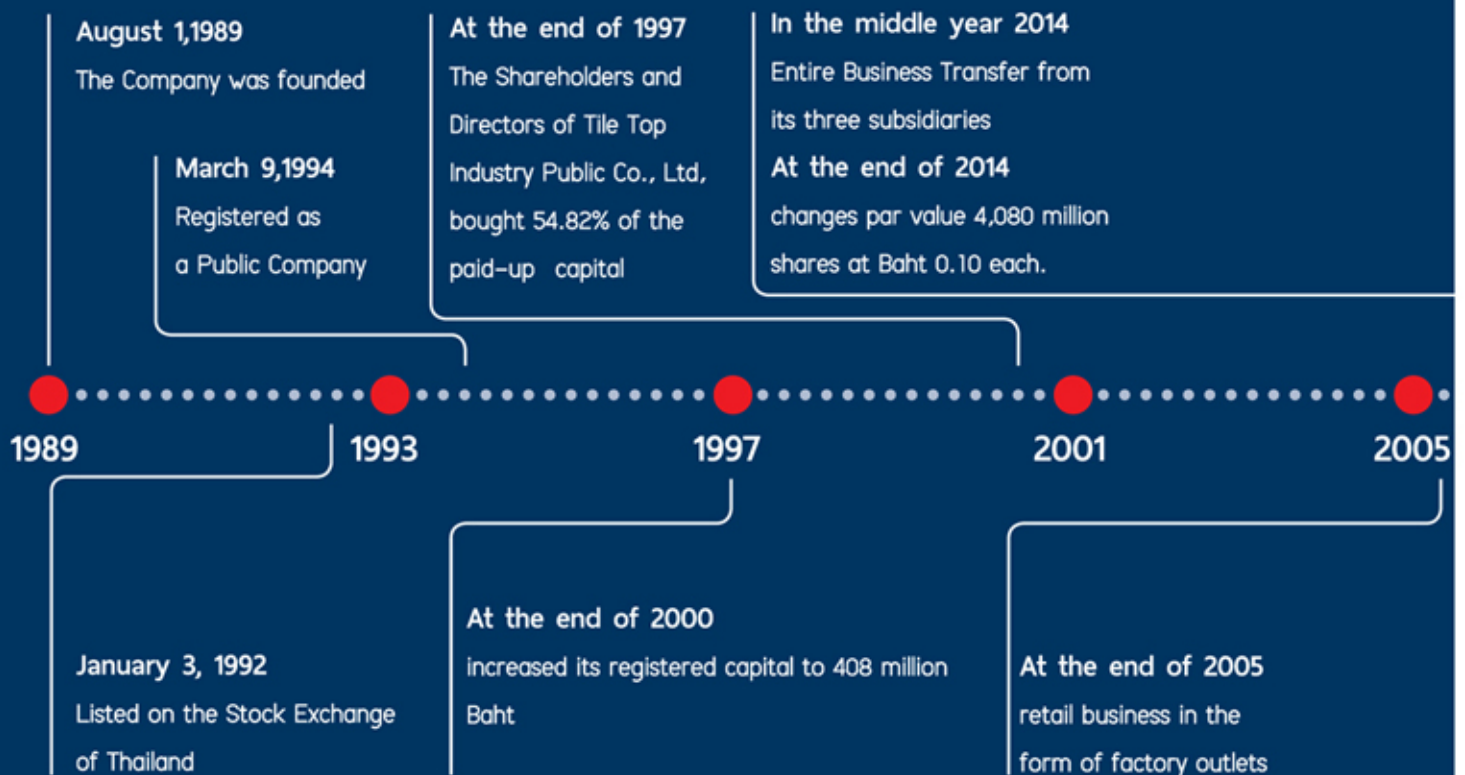 August 1,1989
The Company was founded
March 9,1994
Registered as
a Public Company
At the end of 1997
The Shareholders and
Directors of Tile Top
Industry Public Co., Ltd,
bought 54.82% of the
paid-up capital
In the middle year 2014
Entire Business Transfer from
its three subsidiaries
At the end of 2014
changes par value 4,080 million
shares at Baht 0.10 each.
1989
1993
1997
2001
2005
January 3, 1992
Listed on the Stock Exchange
of Thailand
At the end of 2000
increased its registered capital to 408 million
Baht
At the end of 2005
retail business in the
form of factory outlets